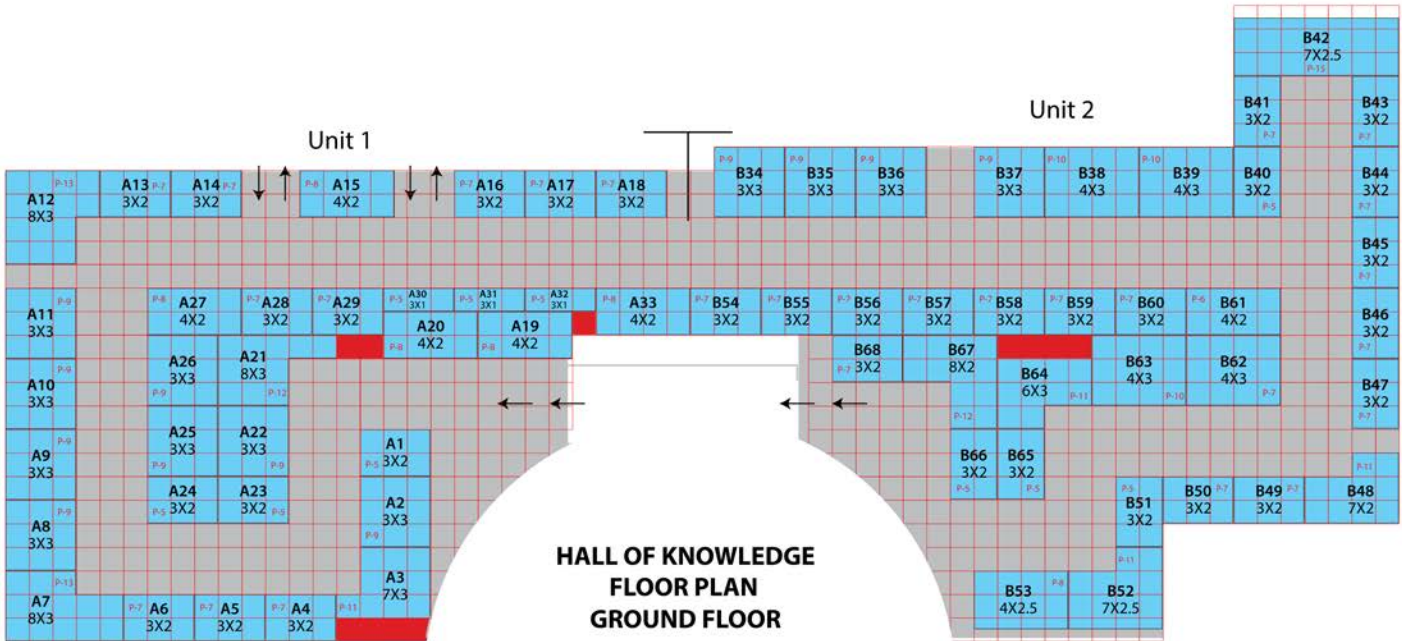 Unit 1
Unit 2
B42
7X2.5
P-15
B41
3X2
P-7
B43
3X2
P-7
P-13
A12
8X3
A13 P-7
3X2
A14 P-7
3X2
P-8 A15
4X2
P-7 A16
3X2
P-7 A17
3X2
P-7 A18
3X2
P-9
B34
3X3
P-9
B35
3X3
P-9
B36
3X3
P-9
B37
3X3
P-10
B38
4X3
P-10
B39
4X3
B40
3X2
P-5
B44
3X2
P-7
B45
3X2
P-7
P-9
A11
3X3
P-8 A27
4X2
P-7 A28
3X2
P-7 A29
3X2
P-5 A30
3X1
P-5 A31
3X1
P-5 A32
3X1
P-8 A33
4X2
P-7 B54
3X2
P-7 B55
3X2
P-7 B56
3X2
P-7 B57
3X2
P-7 B58
3X2
P-7 B59
3X2
P-7 B60
3X2
P-6 B61
4X2
B46
3X2
P-7
A20
4X2
P-8
A19
4X2
P-8
P-9
A10
3X3
A26
3X3
P-9
A21
8X3
P-12
B68
3X2
P-7
B67
8X2
P-12
B64
6X3
P-11
B63
4X3
P-10
B62
4X3
P-7
B47
3X2
P-7
P-9
A9
3X3
A25
3X3
P-9
A22
3X3
P-9
A1
3X2
P-5
B66
3X2
P-5
B65
3X2
P-5
P-11
B48
7X2
P-5
B51
3X2
B50 P-7
3X2
B49 P-7
3X2
A24
3X2
P-5
A23
3X2
P-5
A2
3X3
P-9
P-9
A8
3X3
P-13
A7
8X3
P-7 A6
3X2
P-7 A5
3X2
P-7 A4
3X2
A3
7X3
P-11
P-8
B53
4X2.5
P-11
B52
7X2.5
HALL OF KNOWLEDGE
FLOOR PLAN
GROUND FLOOR